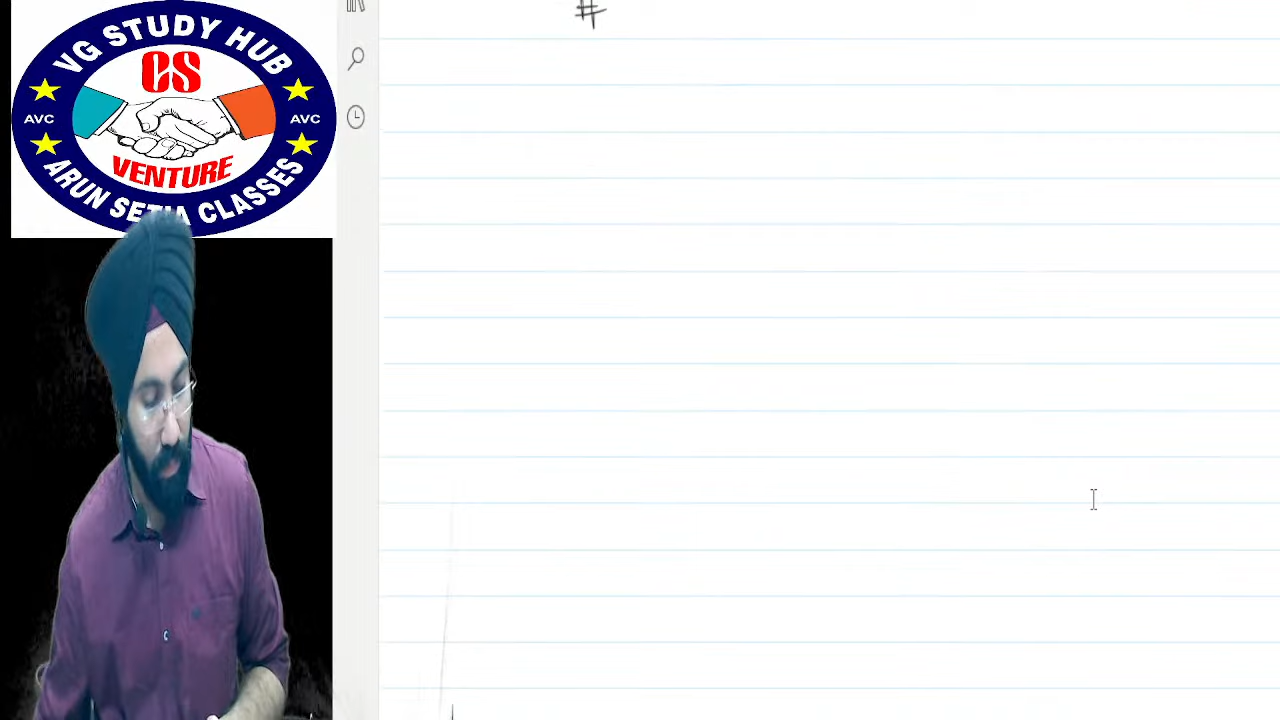 #
VG STUDY HUB
CS
AVC
AVC
VENTURE
ARUN SETIA CLASSES